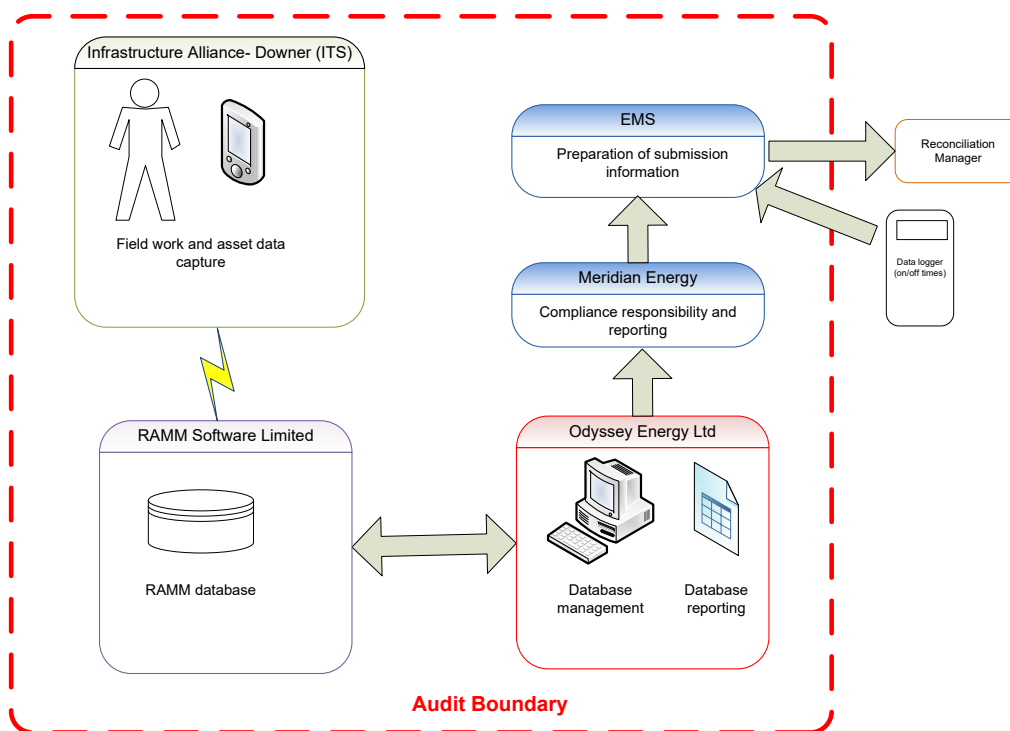 Infrastructure Alliance- Downer (ITS)
Field work and asset data
capture
EMS
Preparation of submission
information
Reconciliation
Manager
Data logger
(on/off times)
Meridian Energy
Compliance responsibility and
reporting
RAMM Software Limited
RAMM database
Odyssey Energy Ltd
Database
management
Database
reporting
Audit Boundary